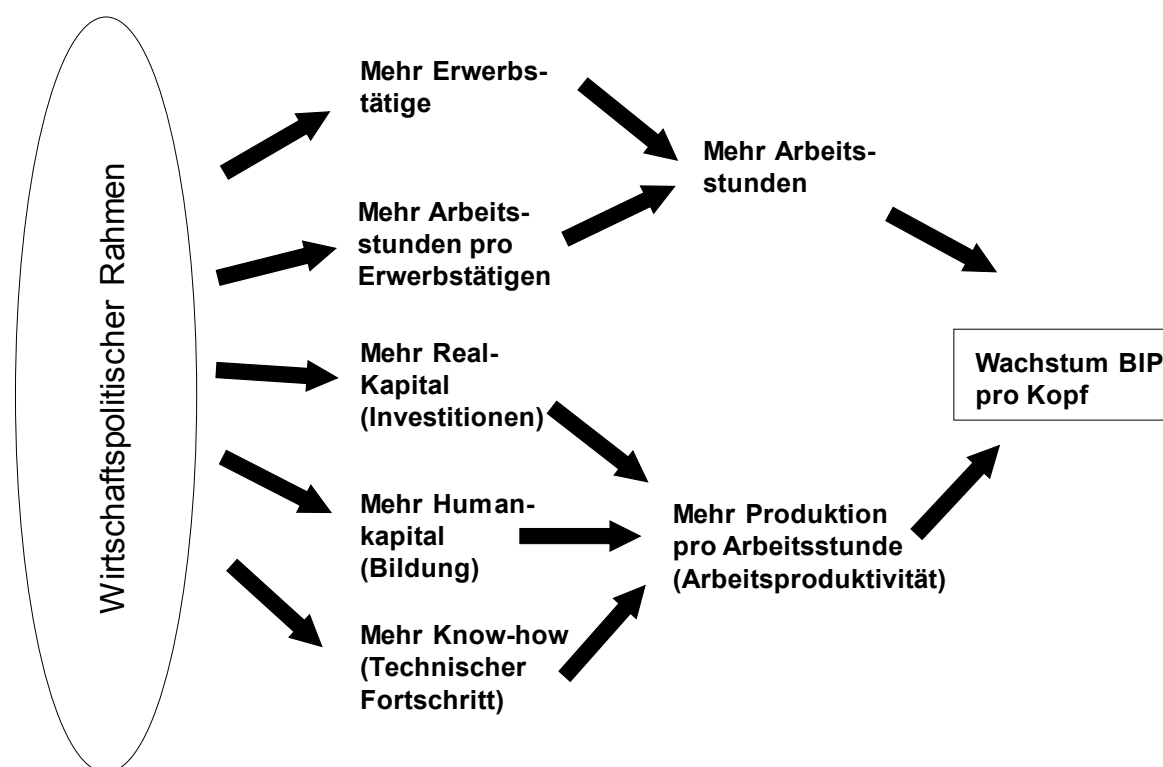 Wirtschaftspolitischer Rahmen
Mehr Erwerbs-
tätige
Mehr Arbeits-
stunden pro
Erwerbstätigen
Mehr Real-
Kapital
(Investitionen)
Mehr Human-
kapital
(Bildung)
Mehr Know-how
(Technischer
Fortschritt)
Mehr Arbeits-
stunden
Mehr Produktion
pro Arbeitsstunde
(Arbeitsproduktivität)
Wachstum BIP
pro Kopf